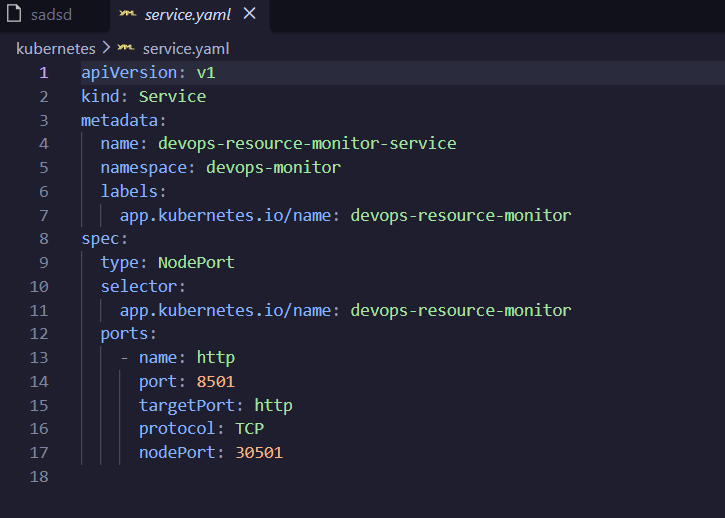 sadsd
service.yaml
kubernetes > service.yaml
1 apiVersion: v1
2 kind: Service
3 metadata:
4   name: devops-resource-monitor-service
5   namespace: devops-monitor
6   labels:
7     app.kubernetes.io/name: devops-resource-monitor
8 spec:
9   type: NodePort
10   selector:
11     app.kubernetes.io/name: devops-resource-monitor
12   ports:
13     - name: http
14       port: 8501
15       targetPort: http
16       protocol: TCP
17       nodePort: 30501
18